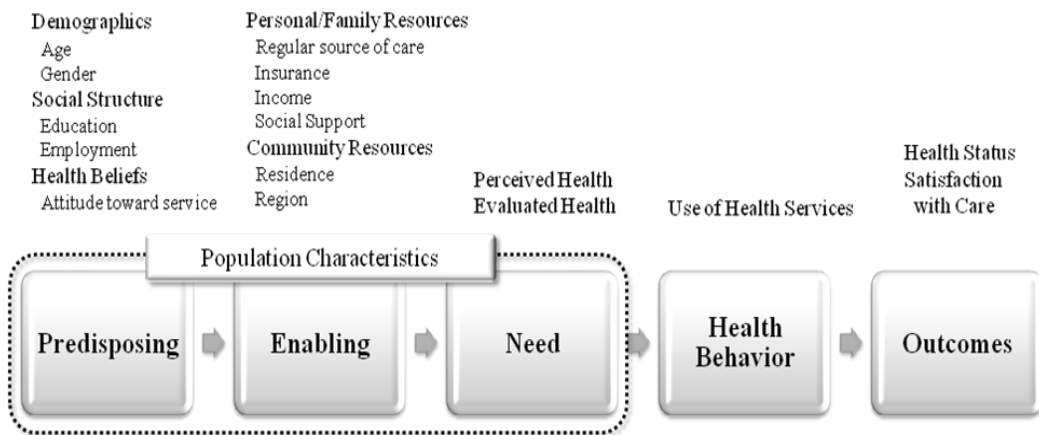 Demographics
Age
Gender
Social Structure
Education
Employment
Health Beliefs
Attitude toward service
Personal/Family Resources
Regular source of care
Insurance
Income
Social Support
Community Resources
Residence
Region
Perceived Health
Evaluated Health
Use of Health Services
Health Status
Satisfaction
with Care
Population Characteristics
Predisposing
Enabling
Need
Health
Behavior
Outcomes